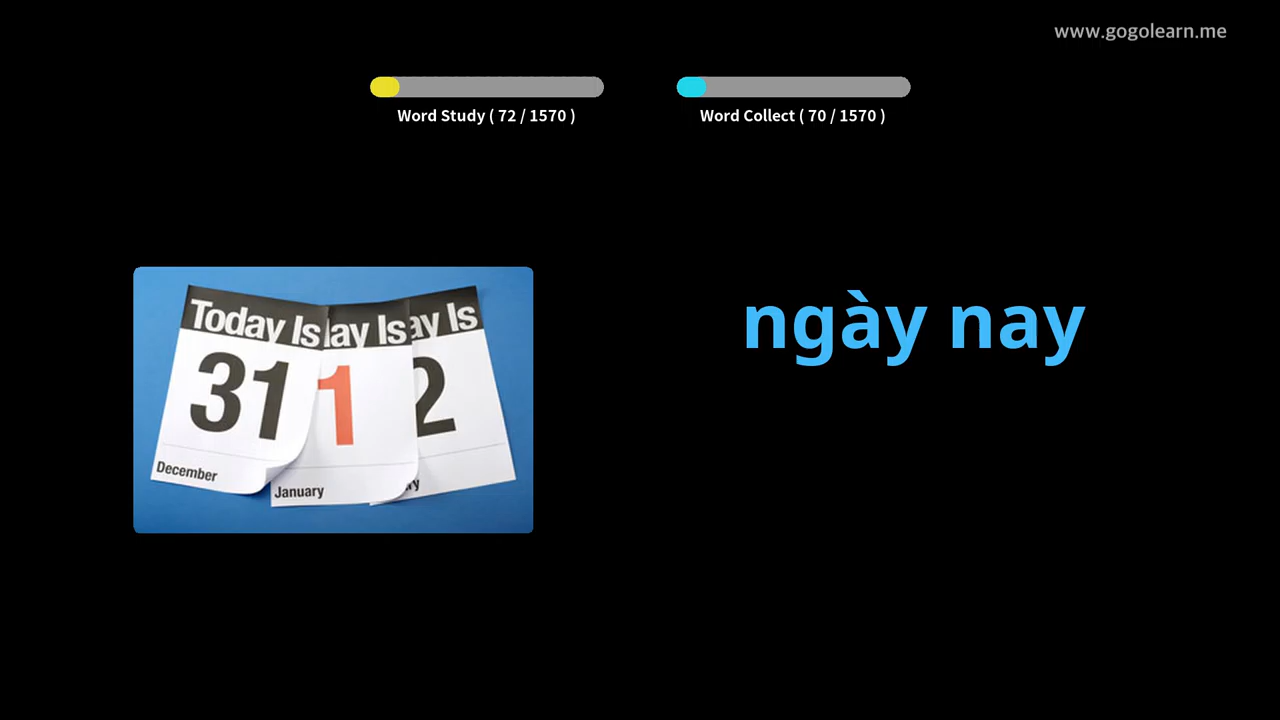 www.gogolearn.me
Word Study ( 72 / 1570 )
Word Collect ( 70 / 1570 )
ngày nay
Today Is
31
December
ay Is
1
January
ay Is
2
ry